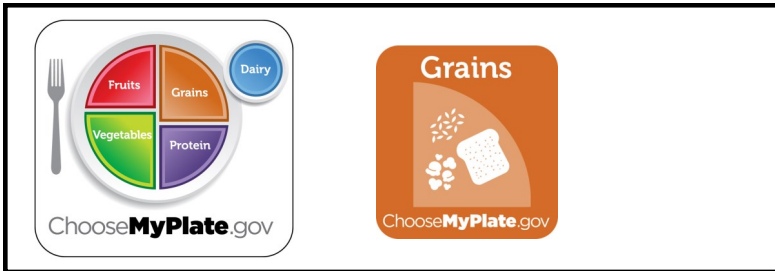 Fruits
Grains
Dairy
Vegetables
Protein
ChooseMyPlate.gov
Grains
ChooseMyPlate.gov